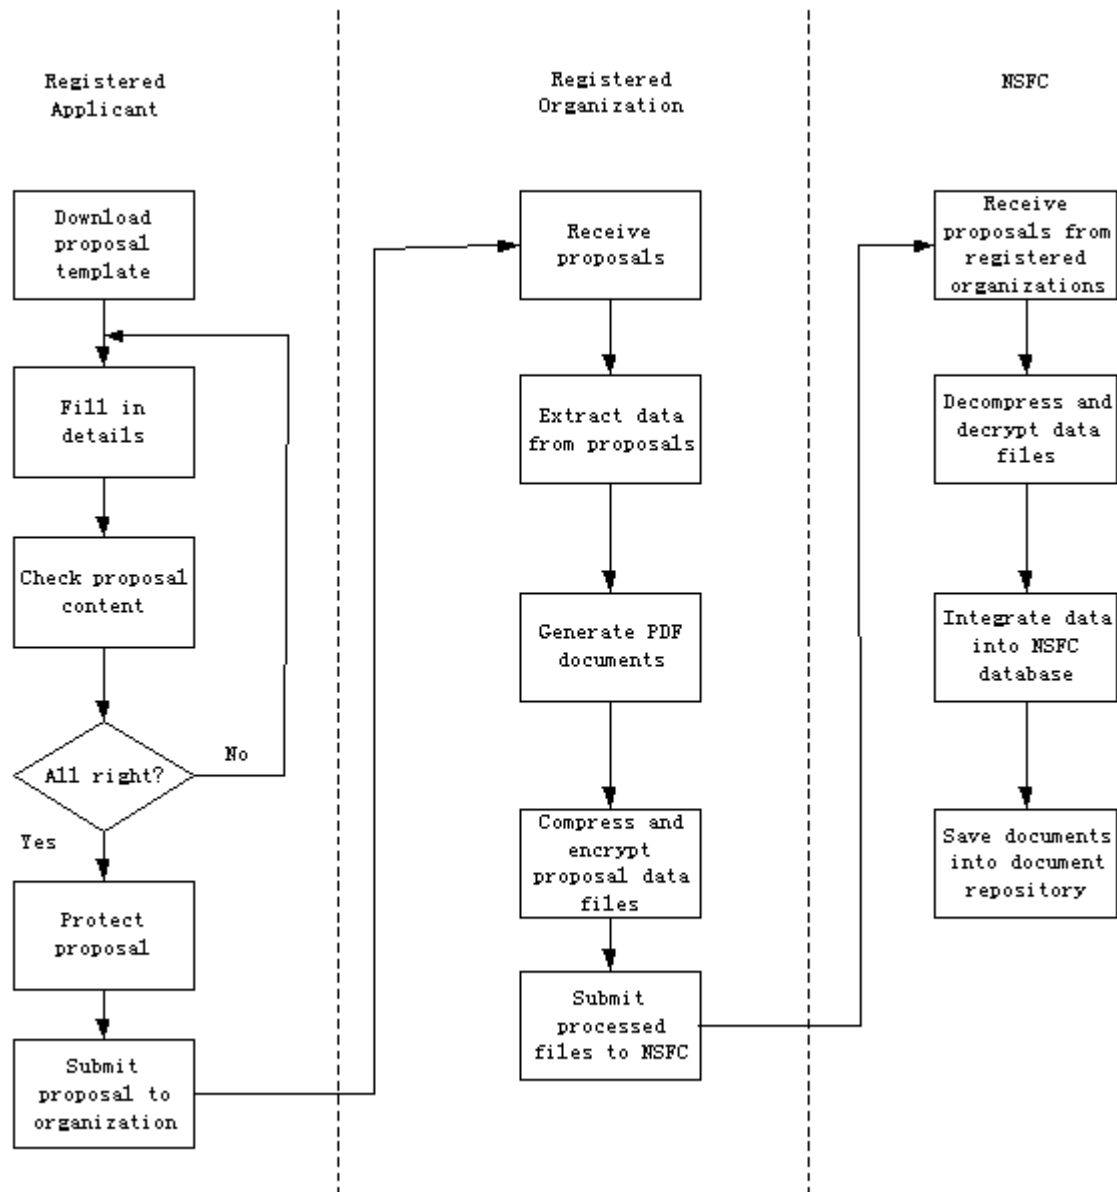 Registered
Applicant
Download
proposal
template
Fill in
details
Check proposal
content
All right?
No
Yes
Protect
proposal
Submit
proposal to
organization
Registered
Organization
Receive
proposals
Extract data
from proposals
Generate PDF
documents
Compress and
encrypt
proposal data
files
Submit
processed
files to NSFC
NSFC
Receive
proposals from
registered
organizations
Decompress and
decrypt data
files
Integrate data
into NSFC
database
Save documents
into document
repository